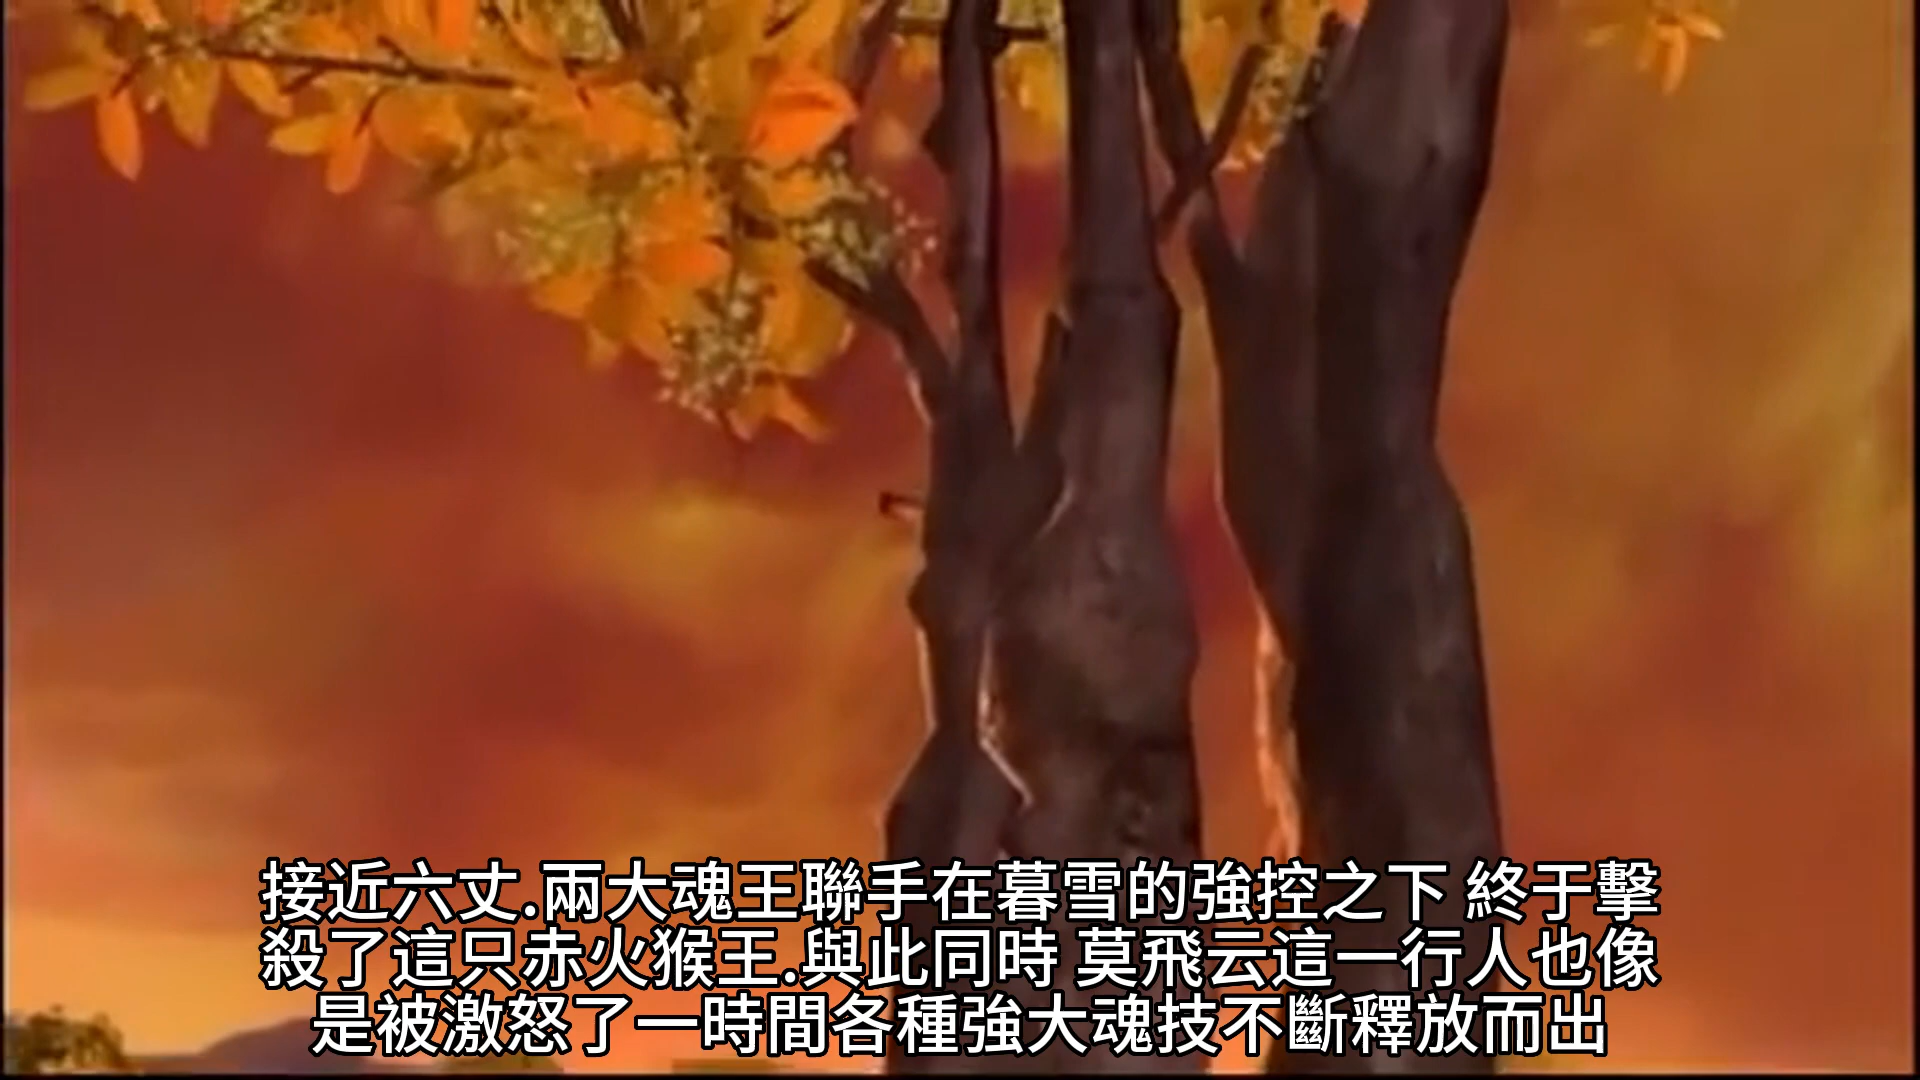 接近六丈.兩大魂王聯手在暮雪的強控之下 終于擊
殺了這只赤火猴王.與此同時 莫飛云這一行人也像
是被激怒了一時間各種強大魂技不斷釋放而出